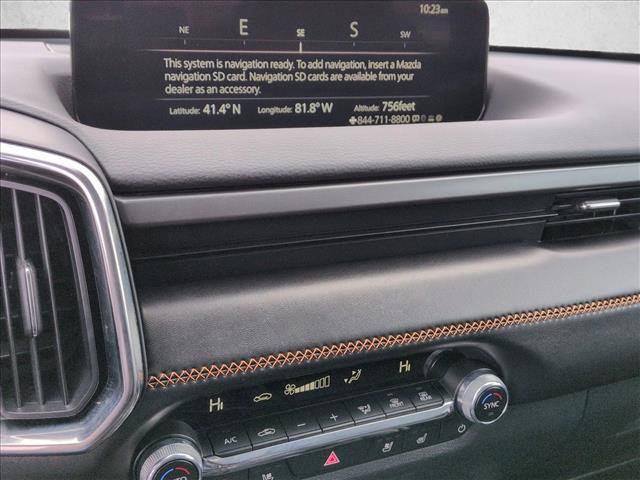 10:23am
NE E SE S SW
This system is navigation ready. To add navigation, insert a Mazda
navigation SD card. Navigation SD cards are available from your
dealer as an accessory.
Latitude: 41.4° N Longitude: 81.8° W Altitude: 756feet
844-711-8800
Hi Hi
A/C - + FRONT REAR
SYNC